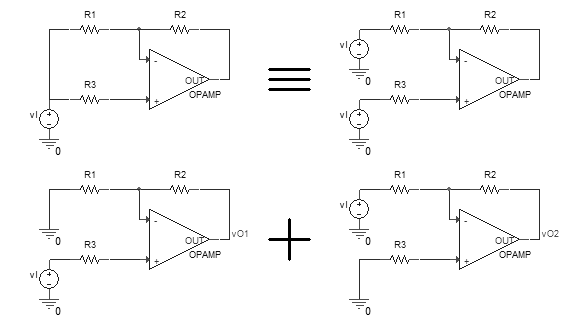 R1 R2 R1 R2
vI + -
- -
OUT OUT
R3 OPAMP 0 R3 OPAMP
+ +
vI + - vI + -
0 0
R1 R2 R1 R2
vI + -
- -
0 OUT vO1 0 OUT vO2
R3 OPAMP R3 OPAMP
+ +
vI + -
0 0